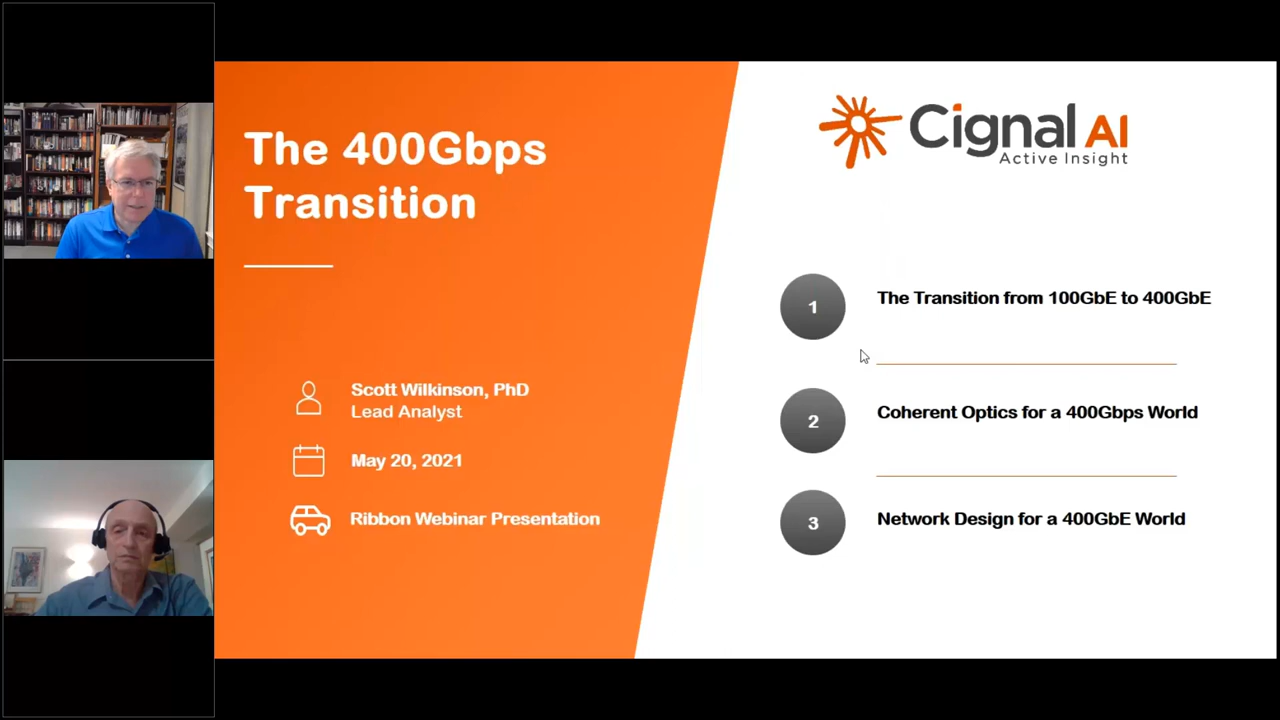 The 400Gbps
Transition
Scott Wilkinson, PhD
Lead Analyst
May 20, 2021
Ribbon Webinar Presentation
Cignal AI
Active Insight
1
The Transition from 100GbE to 400GbE
2
Coherent Optics for a 400Gbps World
3
Network Design for a 400GbE World